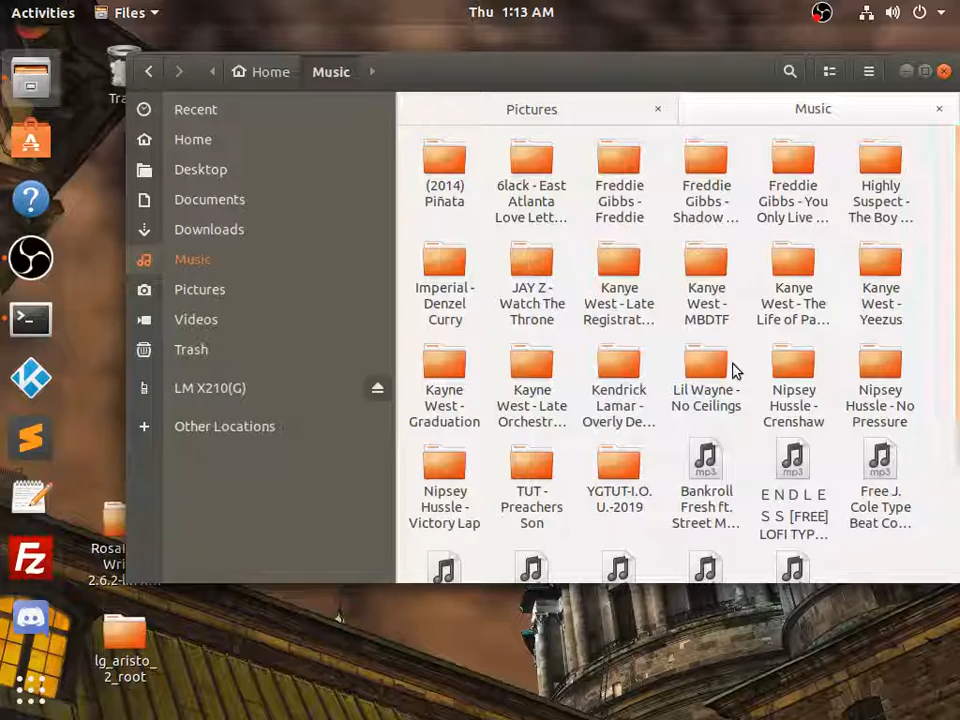 Activities
Files
Thu 1:13 AM
Home
Music
Recent
Home
Desktop
Documents
Downloads
Music
Pictures
Videos
Trash
LM X210(G)
Other Locations
Pictures
Music
(2014)
Piñata
6lack - East
Atlanta
Love Lett...
Freddie
Gibbs -
Freddie
Freddie
Gibbs -
Shadow ...
Freddie
Gibbs - You
Only Live ...
Highly
Suspect -
The Boy ...
Imperial -
Denzel
Curry
JAY Z -
Watch The
Throne
Kanye
West - Late
Registrat...
Kanye
West -
MBDTF
Kanye
West - The
Life of Pa...
Kanye
West -
Yeezus
Kayne
West -
Graduation
Kayne
West - Late
Orchestr...
Kendrick
Lamar -
Overly De...
Lil Wayne -
No Ceilings
Nipsey
Hussle -
Crenshaw
Nipsey
Hussle - No
Pressure
Nipsey
Hussle -
Victory Lap
TUT -
Preachers
Son
YGTUT-I.O.
U.-2019
mp3
Bankroll
Fresh ft.
Street M...
mp3
E N D L E
S S [FREE]
LOFI TYP...
mp3
Free J.
Cole Type
Beat Co...
Tra
Rosa
Wri
2.6.2-
lg_aristo_
2_root